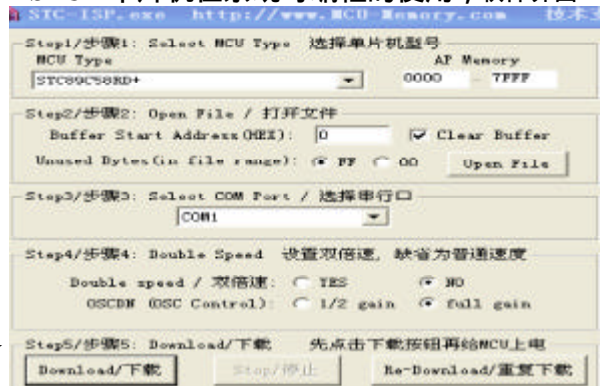 STC-ISP.exe http://www.MCU-Memory.com 技术支
Step1/步骤1: Select MCU Type 选择单片机型号
MCU Type AP Memory
STC89C58RD+ 0000 - 7FFF
Step2/步骤2: Open File / 打开文件
Buffer Start Address(HEX): 0 Clear Buffer
Unused Bytes(in file range): FF 00 Open File
Step3/步骤3: Select COM Port / 选择串行口
COM1
Step4/步骤4: Double Speed 设置双倍速, 缺省为普通速度
Double speed / 双倍速: YES NO
OSCDN (OSC Control): 1/2 gain full gain
Step5/步骤5: Download/下载 先点击下载按钮再给MCU上电
Download/下载 Stop/停止 Re-Download/重复下载